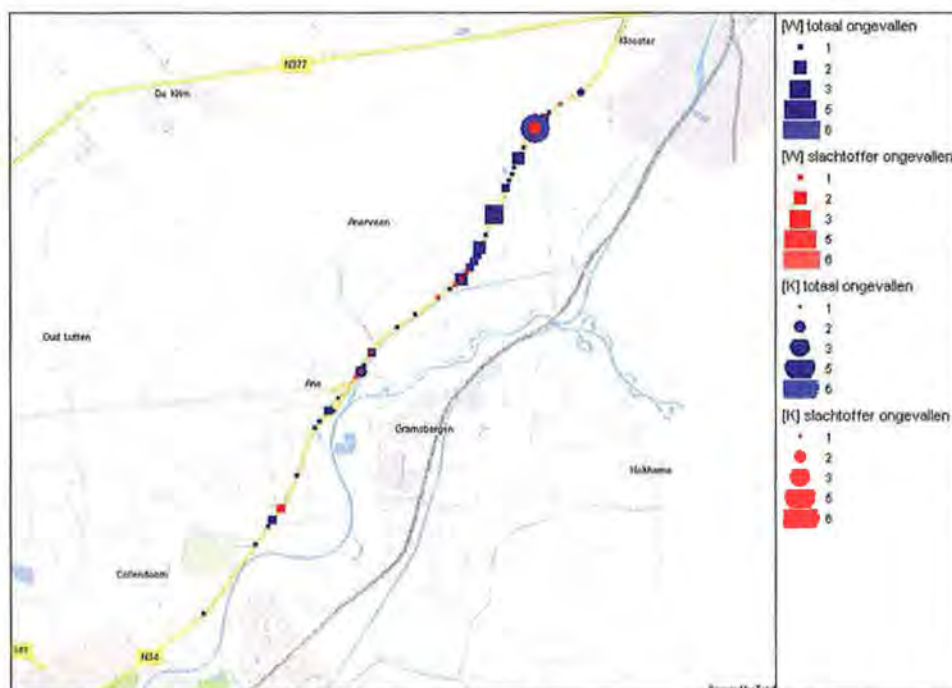 Klooster
N377
De Krim
Anerveen
Oud Lutten
Ane
Gramsbergen
Holtheme
Collendoorn
N34
[W] totaal ongevallen
1
2
3
5
6
[W] slachtoffer ongevallen
1
2
3
5
6
[K] totaal ongevallen
1
2
3
5
6
[K] slachtoffer ongevallen
1
2
3
5
6